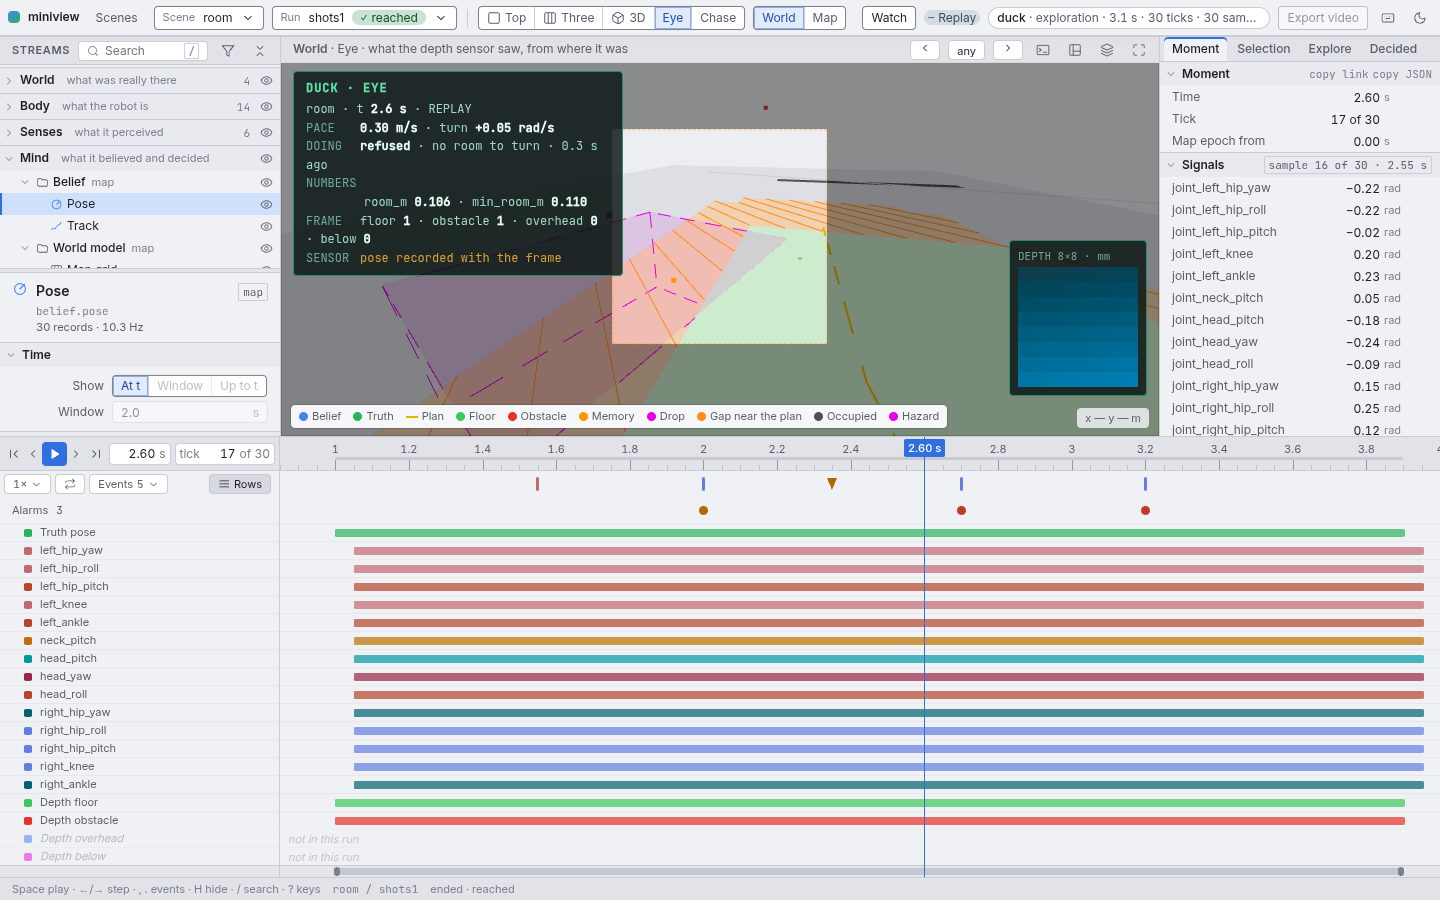 miniview
Scenes
Scene room
Run shots1 ✓ reached
Top
Three
3D
Eye
Chase
World
Map
Watch
– Replay
duck · exploration · 3.1 s · 30 ticks · 30 sam…
Export video
STREAMS
Search /
World what was really there 4
Body what the robot is 14
Senses what it perceived 6
Mind what it believed and decided
Belief map
Pose
Track
World model map
Pose map
belief.pose
30 records · 10.3 Hz
Time
Show At t Window Up to t
Window 2.0 s
World · Eye · what the depth sensor saw, from where it was
any
DUCK · EYE
room · t 2.6 s · REPLAY
PACE 0.30 m/s · turn +0.05 rad/s
DOING refused · no room to turn · 0.3 s
ago
NUMBERS
room_m 0.106 · min_room_m 0.110
FRAME floor 1 · obstacle 1 · overhead 0
· below 0
SENSOR pose recorded with the frame
DEPTH 8×8 · mm
Belief Truth Plan Floor Obstacle Memory Drop Gap near the plan Occupied Hazard
x — y — m
Moment Selection Explore Decided
Moment copy link copy JSON
Time 2.60 s
Tick 17 of 30
Map epoch from 0.00 s
Signals sample 16 of 30 · 2.55 s
joint_left_hip_yaw −0.22 rad
joint_left_hip_roll −0.22 rad
joint_left_hip_pitch −0.02 rad
joint_left_knee 0.20 rad
joint_left_ankle 0.23 rad
joint_neck_pitch 0.05 rad
joint_head_pitch −0.18 rad
joint_head_yaw −0.24 rad
joint_head_roll −0.09 rad
joint_right_hip_yaw 0.15 rad
joint_right_hip_roll 0.25 rad
joint_right_hip_pitch 0.12 rad
2.60 s tick 17 of 30
1 1.2 1.4 1.6 1.8 2 2.2 2.4 2.60 s 2.8 3 3.2 3.4 3.6 3.8
1× Events 5 Rows
Alarms 3
Truth pose
left_hip_yaw
left_hip_roll
left_hip_pitch
left_knee
left_ankle
neck_pitch
head_pitch
head_yaw
head_roll
right_hip_yaw
right_hip_roll
right_hip_pitch
right_knee
right_ankle
Depth floor
Depth obstacle
Depth overhead not in this run
Depth below not in this run
Space play · ←/→ step · , . events · H hide · / search · ? keys room / shots1 ended · reached